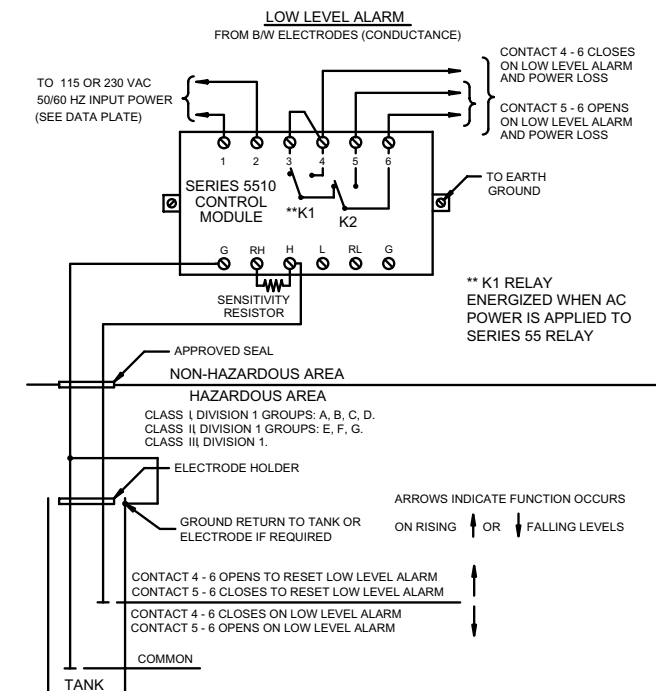 LOW LEVEL ALARM
FROM B/W ELECTRODES (CONDUCTANCE)
TO 115 OR 230 VAC
50/60 HZ INPUT POWER
(SEE DATA PLATE)
CONTACT 4 - 6 CLOSES
ON LOW LEVEL ALARM
AND POWER LOSS
CONTACT 5 - 6 OPENS
ON LOW LEVEL ALARM
AND POWER LOSS
1 2 3 4 5 6
SERIES 5510
CONTROL
MODULE
**K1
K2
TO EARTH
GROUND
G RH H L RL G
SENSITIVITY
RESISTOR
** K1 RELAY
ENERGIZED WHEN AC
POWER IS APPLIED TO
SERIES 55 RELAY
APPROVED SEAL
NON-HAZARDOUS AREA
HAZARDOUS AREA
CLASS I, DIVISION 1 GROUPS: A, B, C, D.
CLASS II, DIVISION 1 GROUPS: E, F, G.
CLASS III, DIVISION 1.
ELECTRODE HOLDER
GROUND RETURN TO TANK OR
ELECTRODE IF REQUIRED
ARROWS INDICATE FUNCTION OCCURS
ON RISING OR FALLING LEVELS
CONTACT 4 - 6 OPENS TO RESET LOW LEVEL ALARM
CONTACT 5 - 6 CLOSES TO RESET LOW LEVEL ALARM
CONTACT 4 - 6 CLOSES ON LOW LEVEL ALARM
CONTACT 5 - 6 OPENS ON LOW LEVEL ALARM
COMMON
TANK